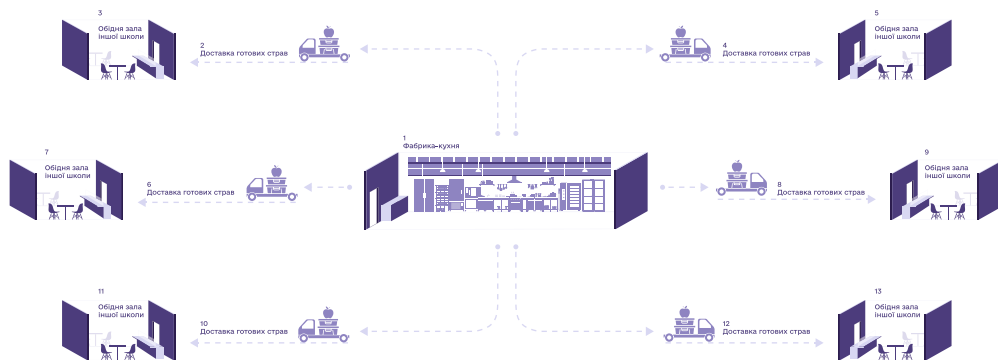 3
Обідня зала
іншої школи
2
Доставка готових страв
4
Доставка готових страв
5
Обідня зала
іншої школи
1
Фабрика-кухня
7
Обідня зала
іншої школи
6
Доставка готових страв
8
Доставка готових страв
9
Обідня зала
іншої школи
11
Обідня зала
іншої школи
10
Доставка готових страв
12
Доставка готових страв
13
Обідня зала
іншої школи